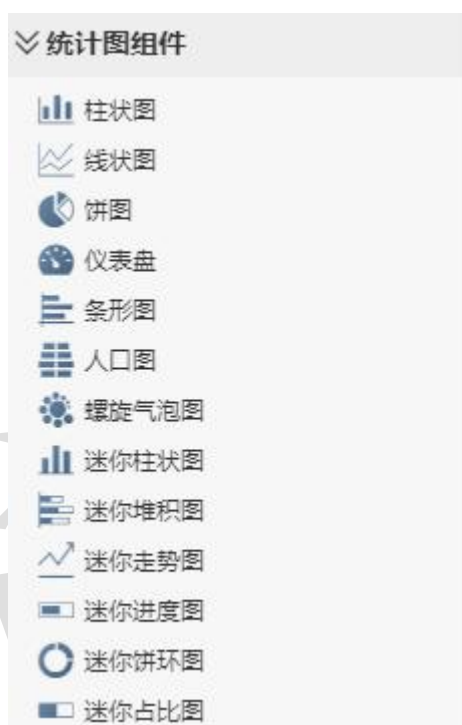 统计图组件
柱状图
线状图
饼图
仪表盘
条形图
人口图
螺旋气泡图
迷你柱状图
迷你堆积图
迷你走势图
迷你进度图
迷你饼环图
迷你占比图